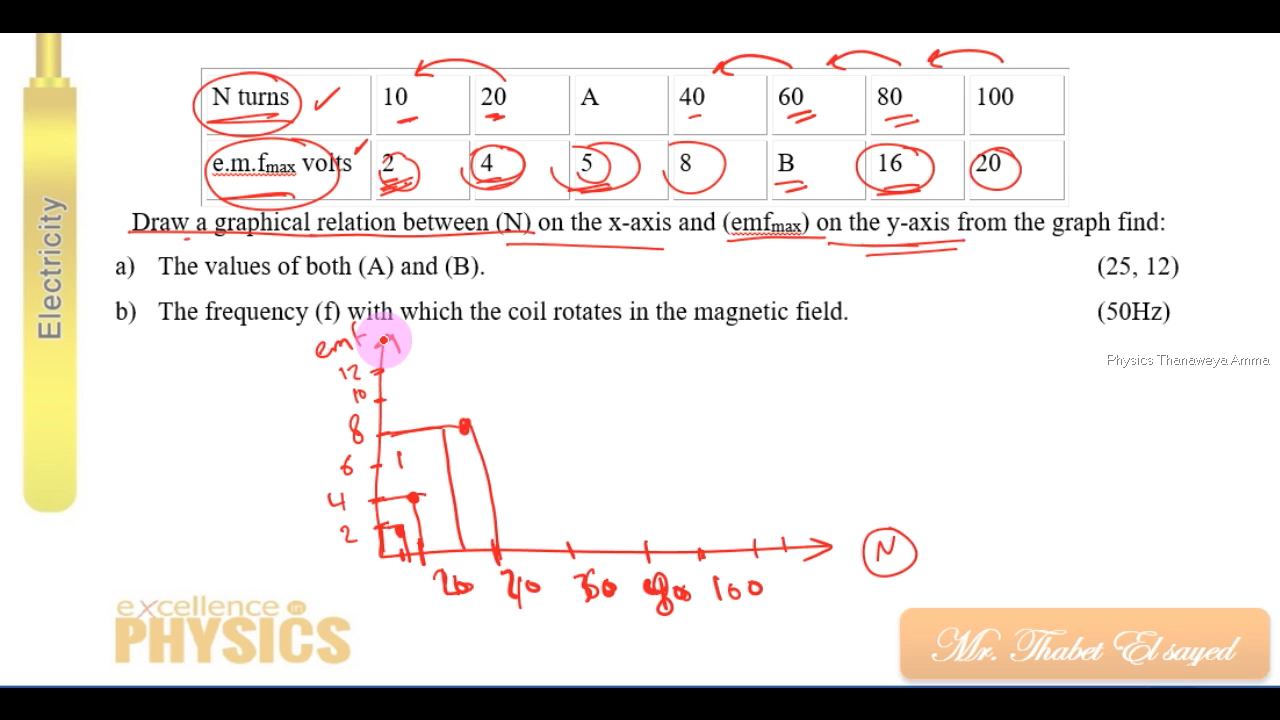 N turns 10 20 A 40 60 80 100
e.m.fmax volts 2 4 5 8 B 16 20
Draw a graphical relation between (N) on the x-axis and (emfmax) on the y-axis from the graph find:
a) The values of both (A) and (B). (25, 12)
b) The frequency (f) with which the coil rotates in the magnetic field. (50Hz)
Electricity
Physics Thanaweya Amma
emf
12
10
8
6
4
2
20 40 60 80 100
N
excellence in
PHYSICS
Mr. Thabet El sayed